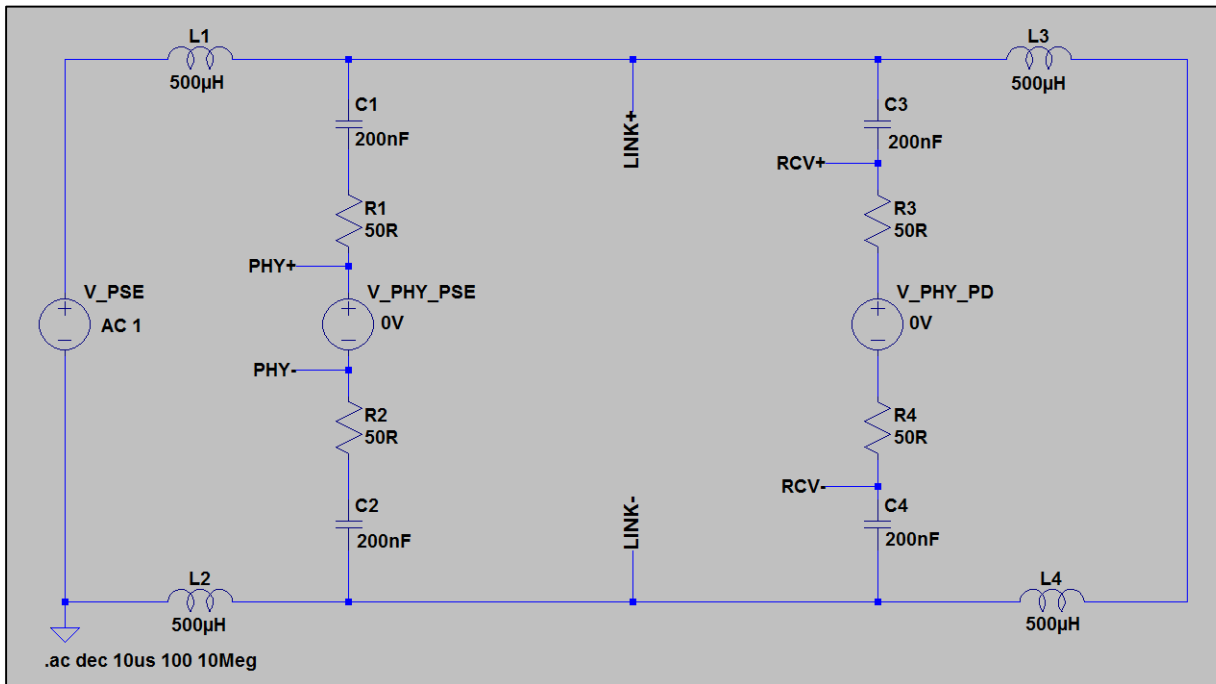 L1
500µH
L3
500µH
C1
200nF
LINK+
C3
200nF
RCV+
R1
50R
R3
50R
PHY+
V_PSE
AC 1
V_PHY_PSE
0V
V_PHY_PD
0V
PHY-
R2
50R
R4
50R
RCV-
C2
200nF
LINK-
C4
200nF
L2
500µH
L4
500µH
.ac dec 10us 100 10Meg